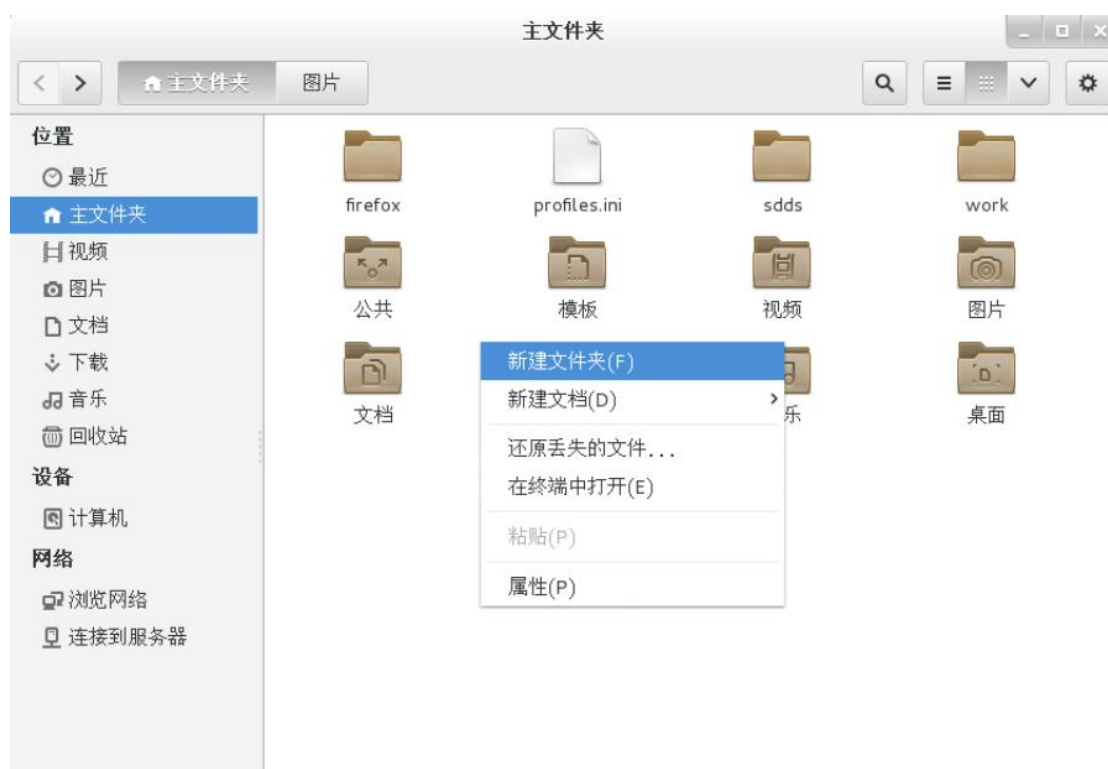 主文件夹
主文件夹 图片
位置
最近
主文件夹
视频
图片
文档
下载
音乐
回收站
设备
计算机
网络
浏览网络
连接到服务器
firefox profiles.ini sdds work
公共 模板 视频 图片
文档 乐 桌面
新建文件夹(F)
新建文档(D)
还原丢失的文件...
在终端中打开(E)
粘贴(P)
属性(P)